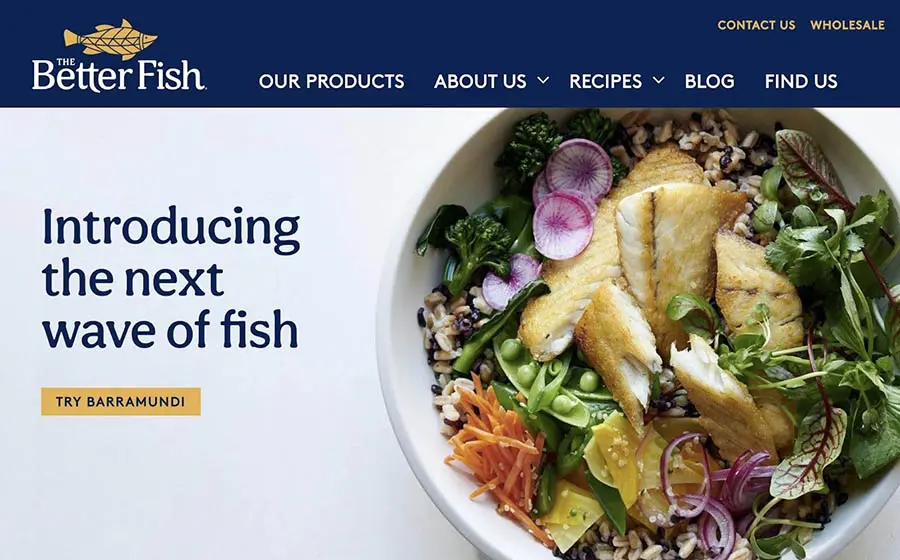 CONTACT US WHOLESALE
THE
Better Fish
OUR PRODUCTS ABOUT US RECIPES BLOG FIND US
Introducing
the next
wave of fish
TRY BARRAMUNDI